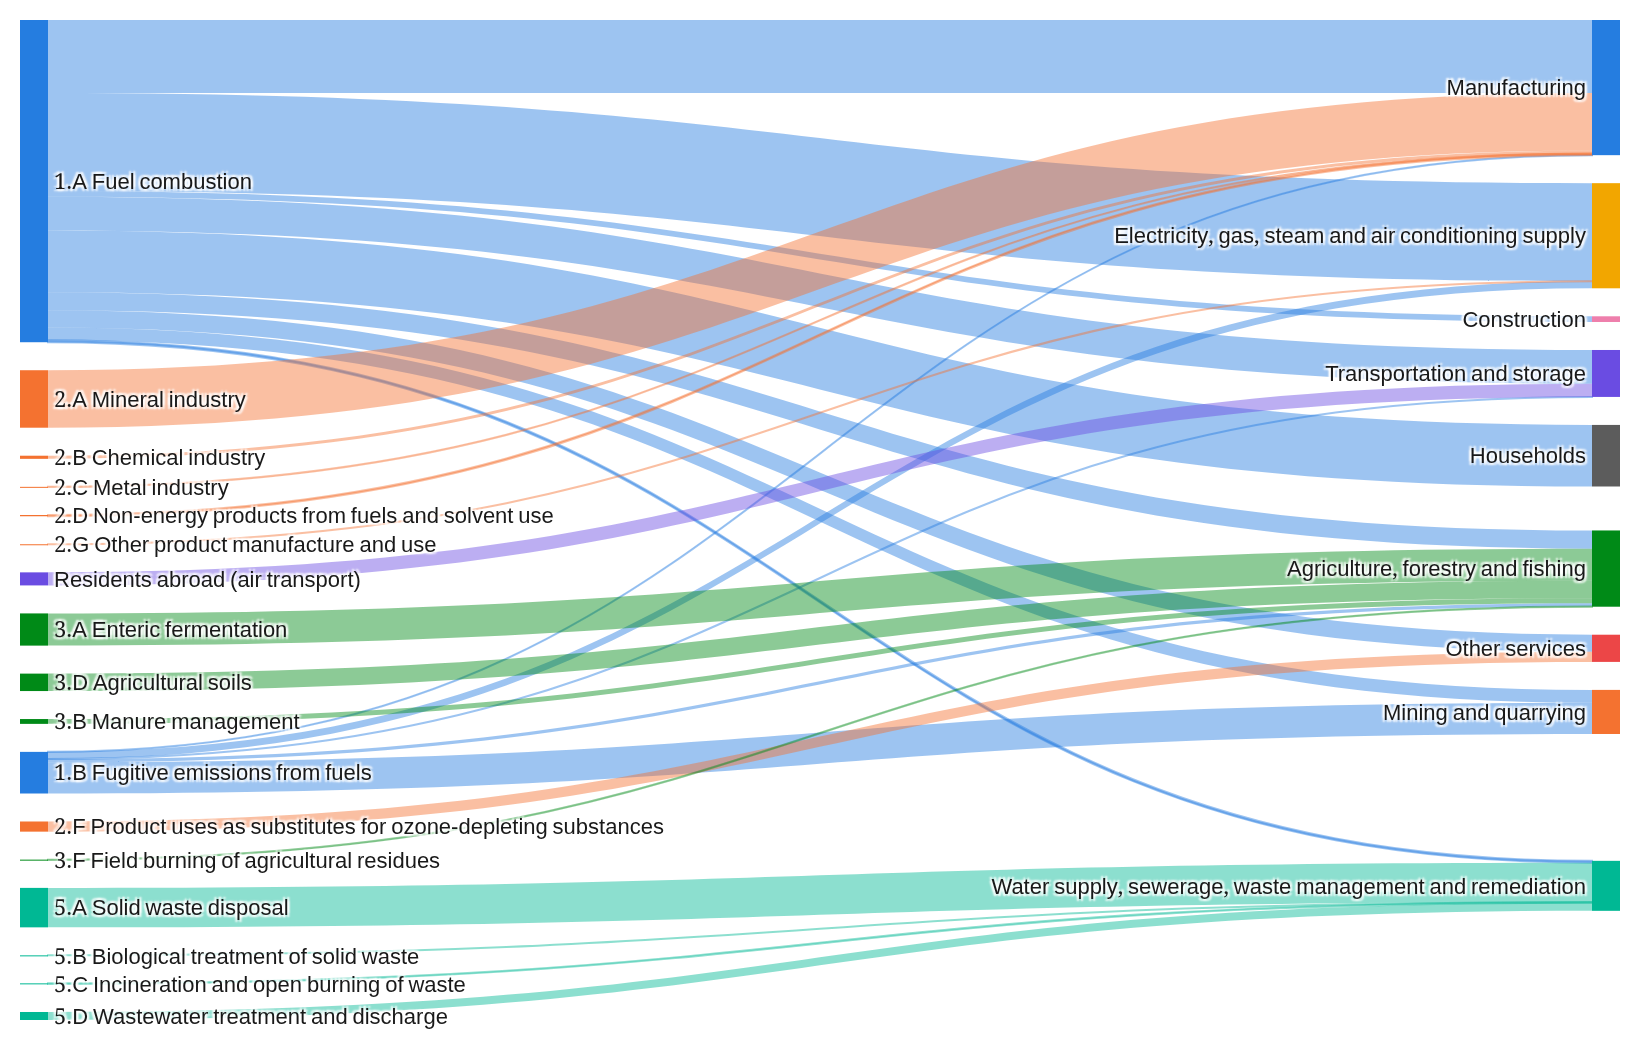 1.A Fuel combustion
2.A Mineral industry
2.B Chemical industry
2.C Metal industry
2.D Non-energy products from fuels and solvent use
2.G Other product manufacture and use
Residents abroad (air transport)
3.A Enteric fermentation
3.D Agricultural soils
3.B Manure management
1.B Fugitive emissions from fuels
2.F Product uses as substitutes for ozone-depleting substances
3.F Field burning of agricultural residues
5.A Solid waste disposal
5.B Biological treatment of solid waste
5.C Incineration and open burning of waste
5.D Wastewater treatment and discharge
Manufacturing
Electricity, gas, steam and air conditioning supply
Construction
Transportation and storage
Households
Agriculture, forestry and fishing
Other services
Mining and quarrying
Water supply, sewerage, waste management and remediation